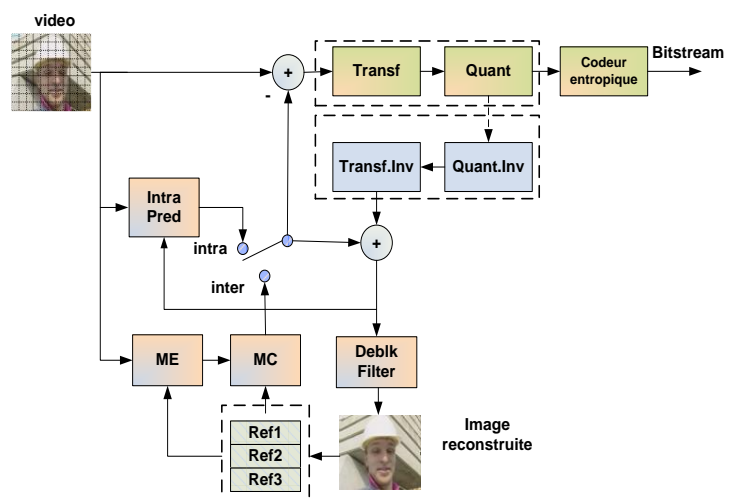 video
Transf
Quant
Codeur
entropique
Bitstream
+
-
Transf.Inv
Quant.Inv
Intra
Pred
intra
+
inter
ME
MC
Deblk
Filter
Ref1
Ref2
Ref3
Image
reconstruite